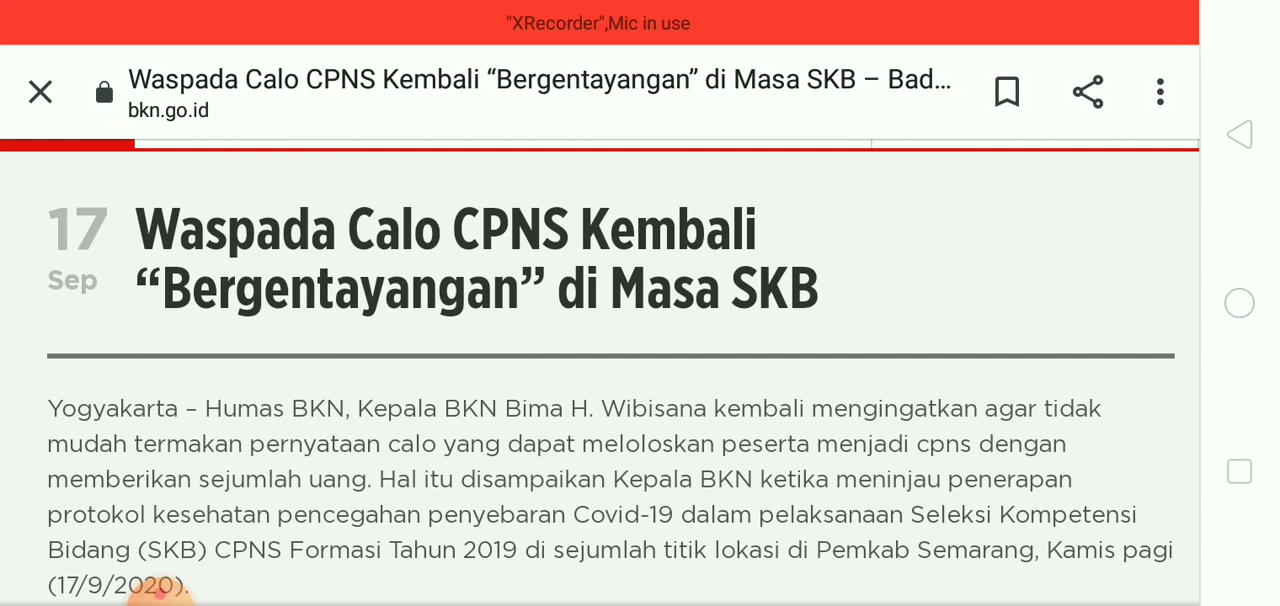 "XRecorder",Mic in use
Waspada Calo CPNS Kembali “Bergentayangan” di Masa SKB – Bad...
bkn.go.id
17
Sep
Waspada Calo CPNS Kembali
“Bergentayangan” di Masa SKB
Yogyakarta – Humas BKN, Kepala BKN Bima H. Wibisana kembali mengingatkan agar tidak
mudah termakan pernyataan calo yang dapat meloloskan peserta menjadi cpns dengan
memberikan sejumlah uang. Hal itu disampaikan Kepala BKN ketika meninjau penerapan
protokol kesehatan pencegahan penyebaran Covid-19 dalam pelaksanaan Seleksi Kompetensi
Bidang (SKB) CPNS Formasi Tahun 2019 di sejumlah titik lokasi di Pemkab Semarang, Kamis pagi
(17/9/2020).